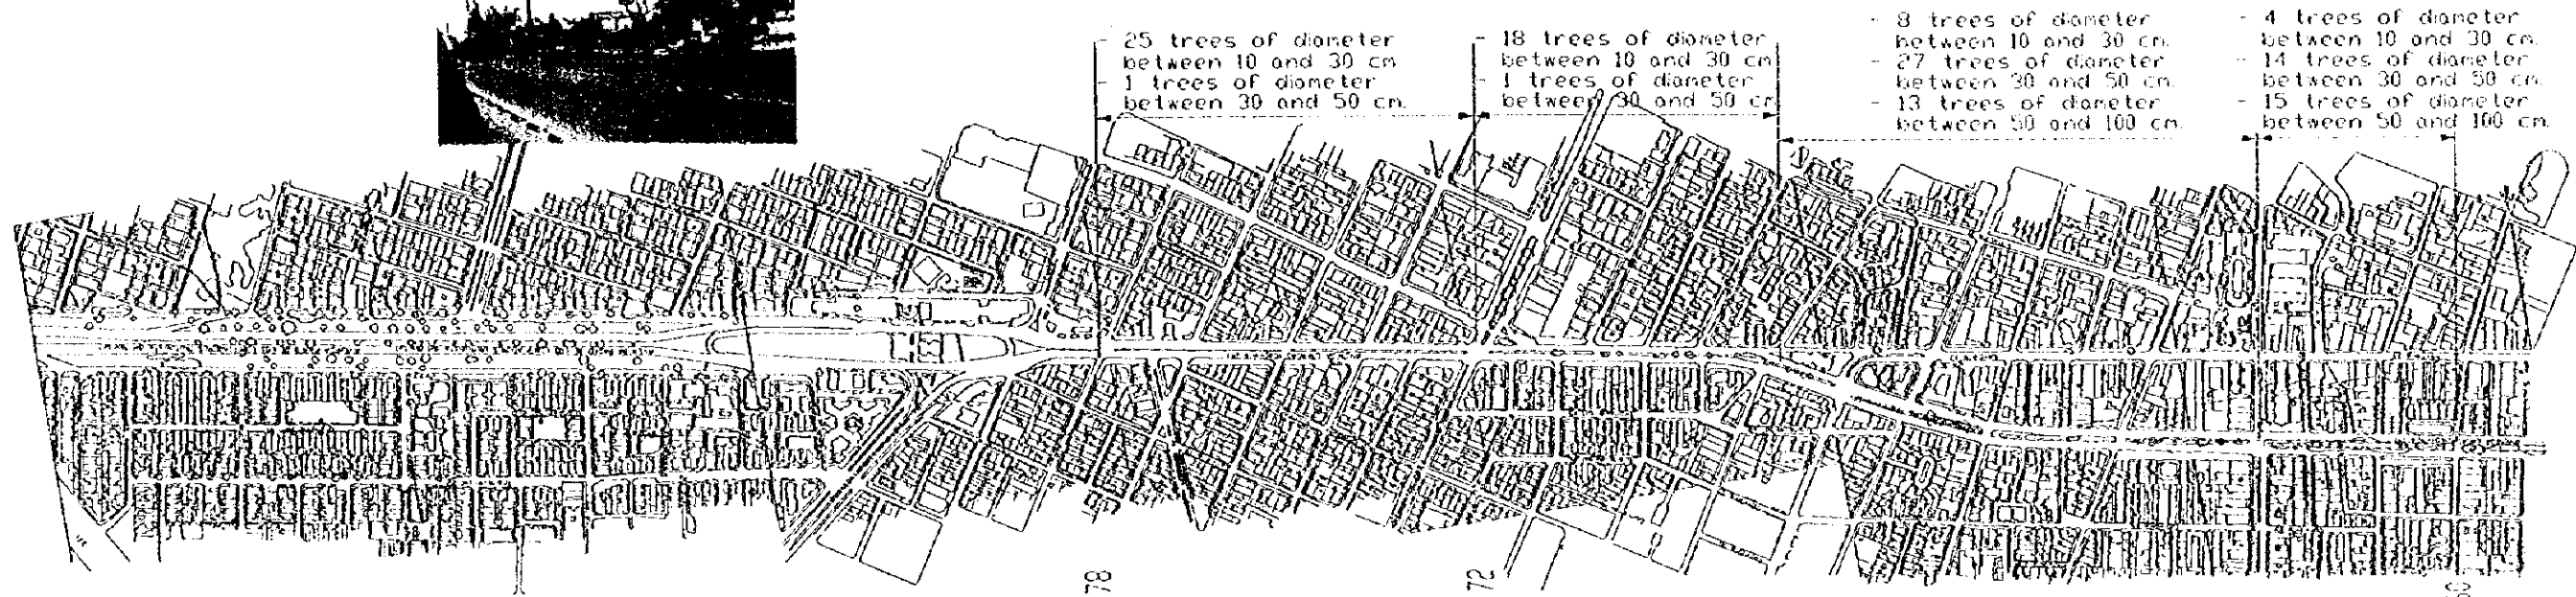 - 25 trees of diameter
between 10 and 30 cm
- 1 trees of diameter
between 30 and 50 cm.
- 18 trees of diameter
between 10 and 30 cm
- 1 trees of diameter
between 30 and 50 cm
- 8 trees of diameter
between 10 and 30 cm.
- 27 trees of diameter
between 30 and 50 cm.
- 13 trees of diameter
between 50 and 100 cm.
- 4 trees of diameter
between 10 and 30 cm.
- 14 trees of diameter
between 30 and 50 cm.
- 15 trees of diameter
between 50 and 100 cm.
78
72